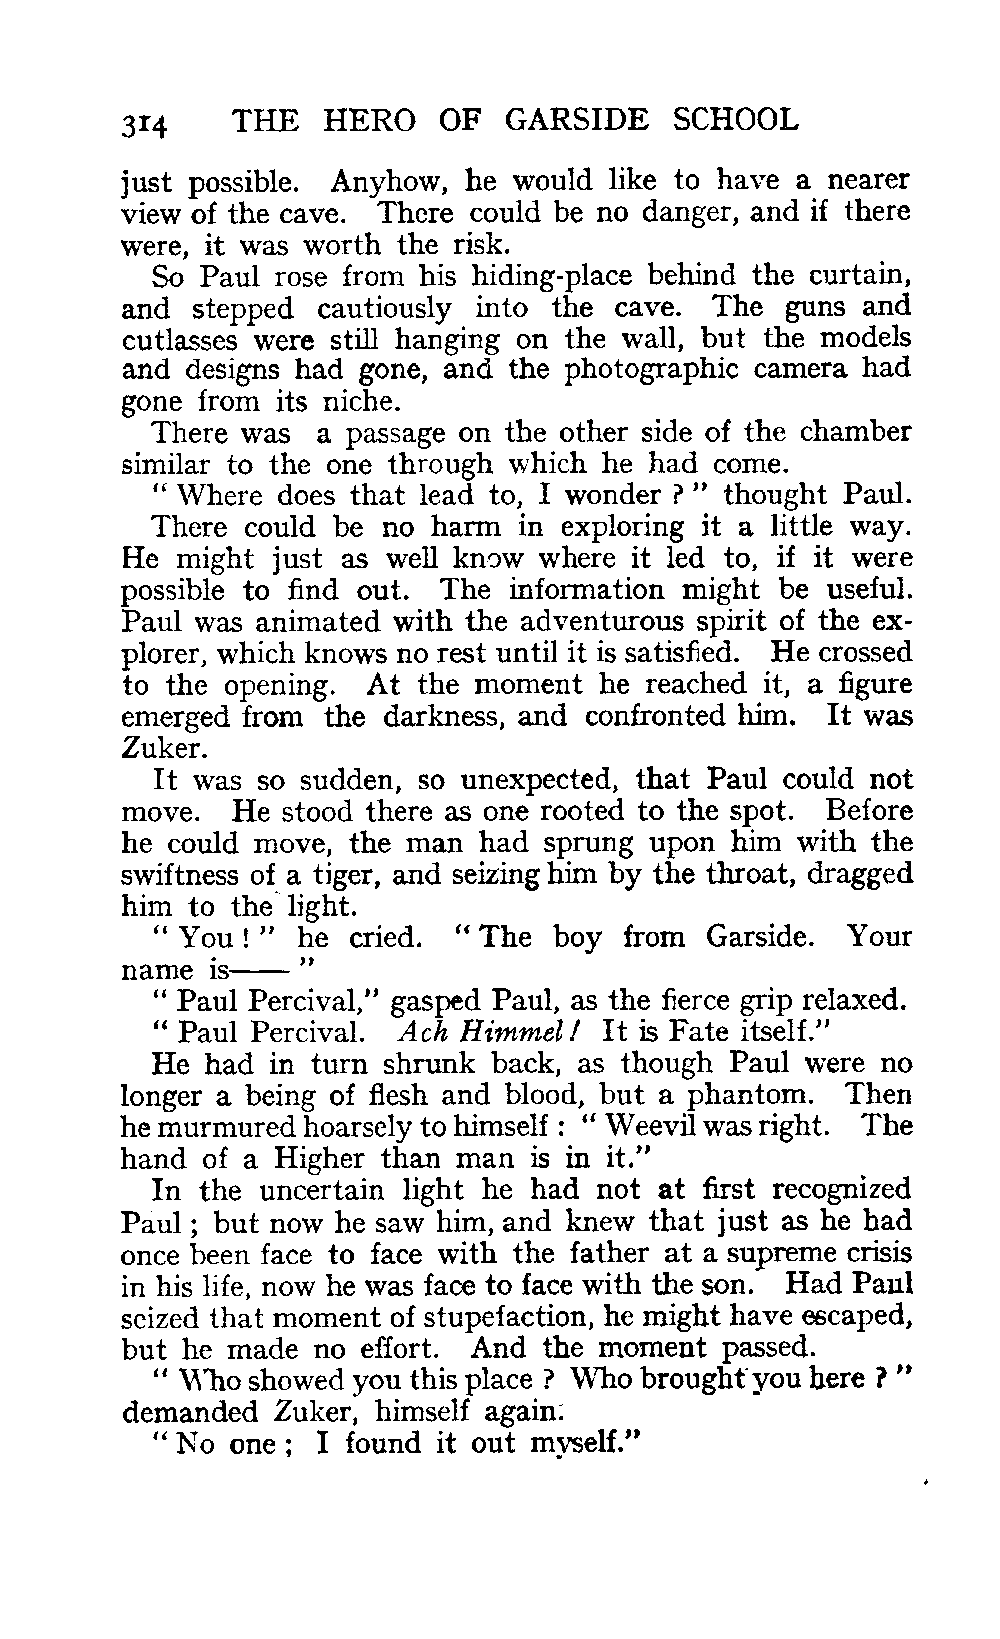 314 THE HERO OF GARSIDE SCHOOL
just possible. Anyhow, he would like to have a nearer
view of the cave. There could be no danger, and if there
were, it was worth the risk.
So Paul rose from his hiding-place behind the curtain,
and stepped cautiously into the cave. The guns and
cutlasses were still hanging on the wall, but the models
and designs had gone, and the photographic camera had
gone from its niche.
There was a passage on the other side of the chamber
similar to the one through which he had come.
“ Where does that lead to, I wonder ? ” thought Paul.
There could be no harm in exploring it a little way.
He might just as well know where it led to, if it were
possible to find out. The information might be useful.
Paul was animated with the adventurous spirit of the ex-
plorer, which knows no rest until it is satisfied. He crossed
to the opening. At the moment he reached it, a figure
emerged from the darkness, and confronted him. It was
Zuker.
It was so sudden, so unexpected, that Paul could not
move. He stood there as one rooted to the spot. Before
he could move, the man had sprung upon him with the
swiftness of a tiger, and seizing him by the throat, dragged
him to the light.
“ You ! ” he cried. “ The boy from Garside. Your
name is—— ”
“ Paul Percival,” gasped Paul, as the fierce grip relaxed.
“ Paul Percival. Ach Himmel ! It is Fate itself.”
He had in turn shrunk back, as though Paul were no
longer a being of flesh and blood, but a phantom. Then
he murmured hoarsely to himself : “ Weevil was right. The
hand of a Higher than man is in it.”
In the uncertain light he had not at first recognized
Paul ; but now he saw him, and knew that just as he had
once been face to face with the father at a supreme crisis
in his life, now he was face to face with the son. Had Paul
seized that moment of stupefaction, he might have escaped,
but he made no effort. And the moment passed.
“ Who showed you this place ? Who brought you here ? ”
demanded Zuker, himself again.
“ No one ; I found it out myself.”